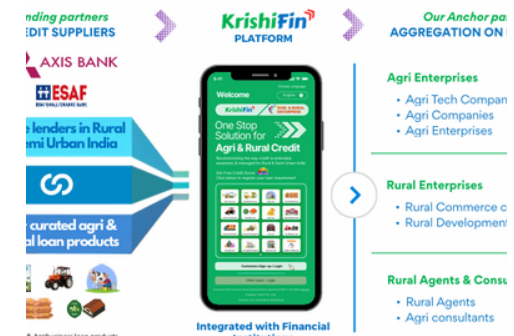 nding partners
EDIT SUPPLIERS
AXIS BANK
ESAF
e lenders in Rural
emi Urban India
curated agri &
al loan products
KrishiFin
PLATFORM
Welcome
English
KrishiFin
One Stop
Solution for
Agri & Rural Credit
Integrated with Financial
Our Anchor pa
AGGREGATION ON
Agri Enterprises
• Agri Tech Compan
• Agri Companies
• Agri Enterprises
Rural Enterprises
• Rural Commerce c
• Rural Developmen
Rural Agents & Consu
• Rural Agents
• Agri consultants